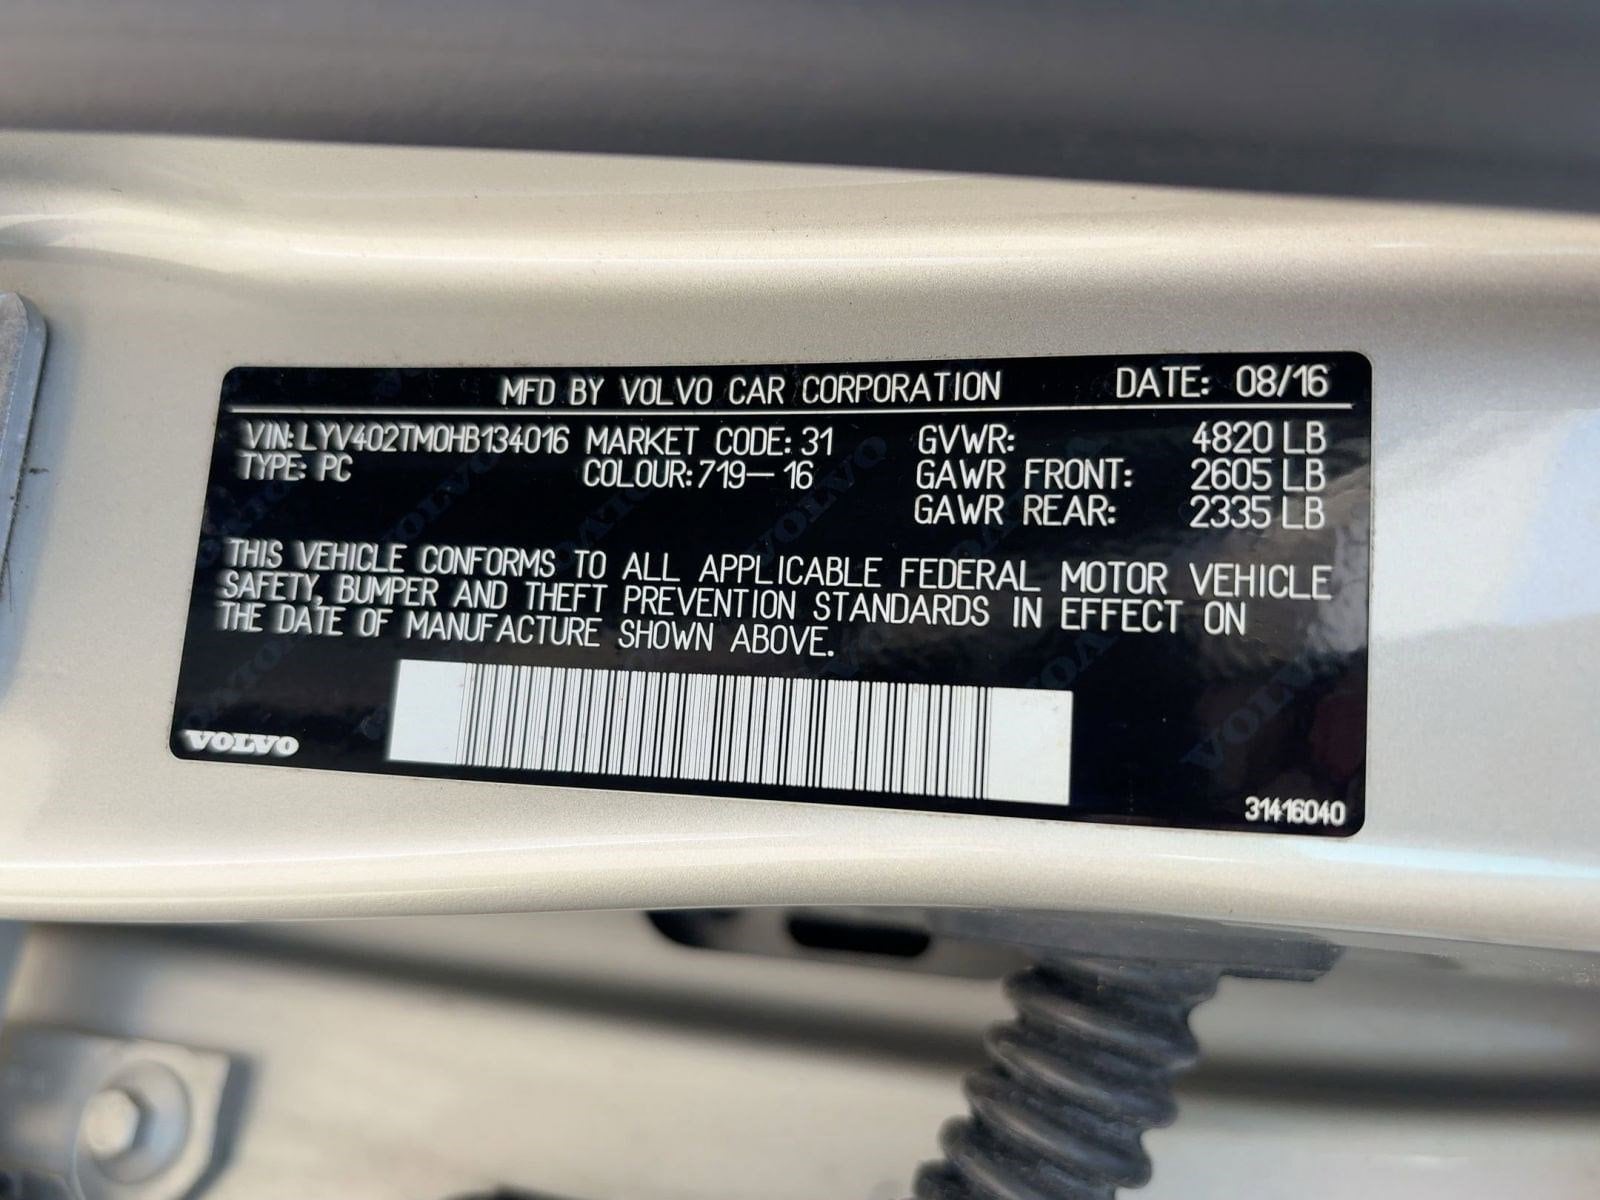 MFD BY VOLVO CAR CORPORATION DATE: 08/16
VIN: LYV402TM0HB134016 MARKET CODE: 31 GVWR: 4820 LB
TYPE: PC COLOUR: 719-16 GAWR FRONT: 2605 LB
GAWR REAR: 2335 LB
THIS VEHICLE CONFORMS TO ALL APPLICABLE FEDERAL MOTOR VEHICLE
SAFETY, BUMPER AND THEFT PREVENTION STANDARDS IN EFFECT ON
THE DATE OF MANUFACTURE SHOWN ABOVE.
VOLVO
31416040